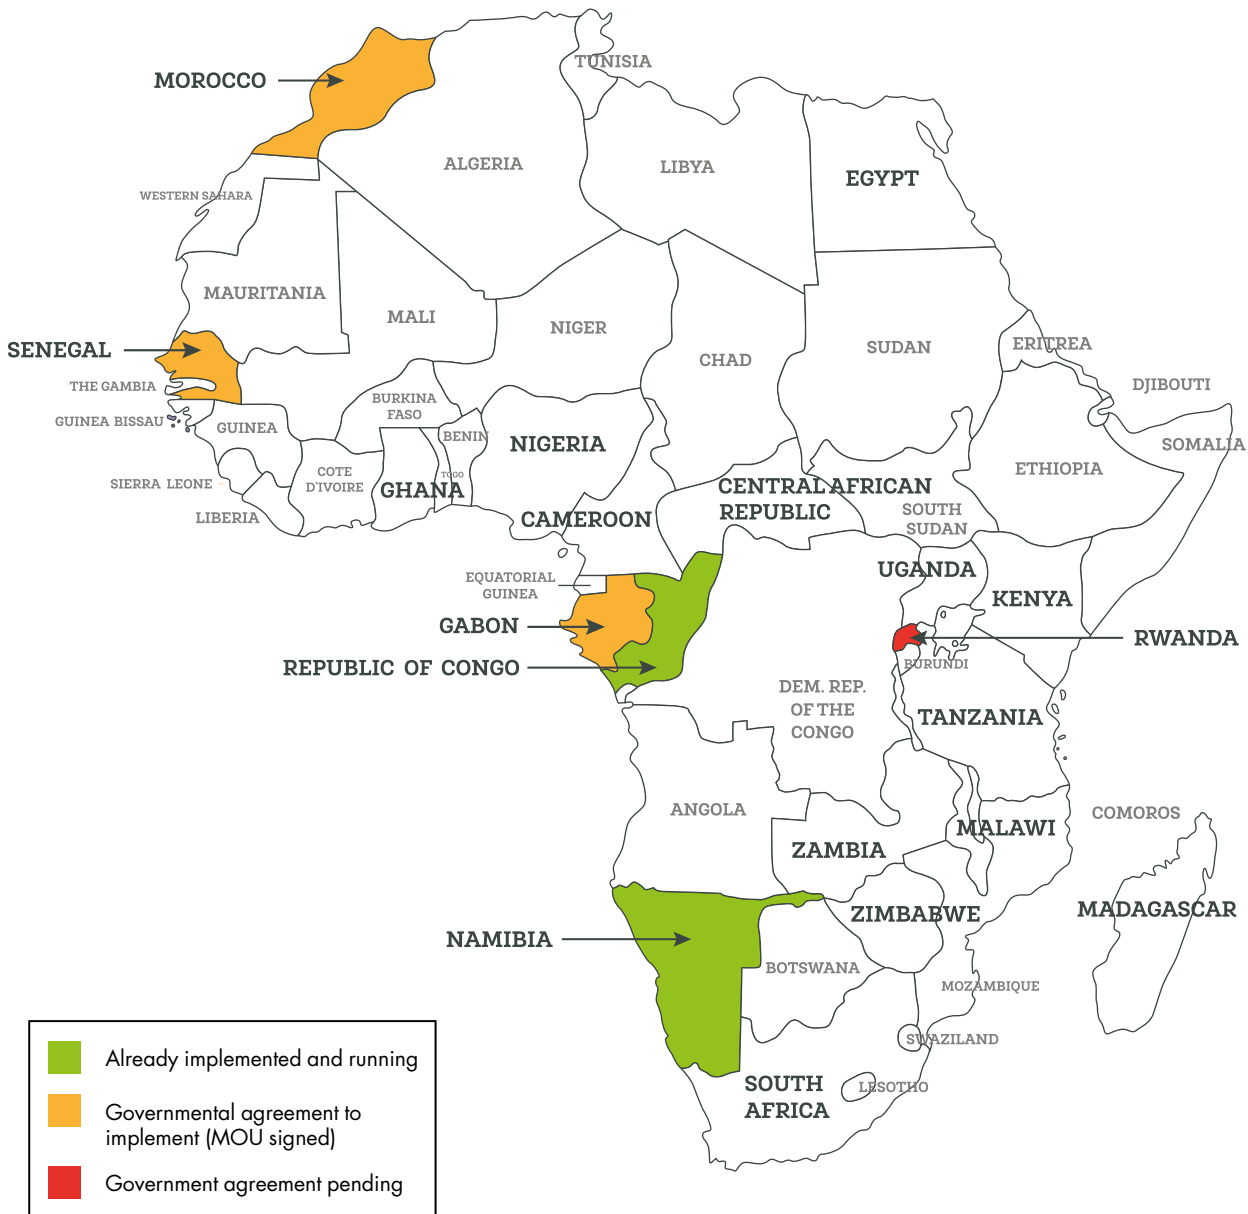 TUNISIA
MOROCCO
ALGERIA
LIBYA
EGYPT
WESTERN SAHARA
MAURITANIA
MALI
NIGER
CHAD
SUDAN
ERITREA
SENEGAL
THE GAMBIA
DJIBOUTI
BURKINA
FASO
GUINEA BISSAU
GUINEA
BENIN
NIGERIA
SOMALIA
ETHIOPIA
COTE
D'IVOIRE
TOGO
SIERRA LEONE
GHANA
CENTRAL AFRICAN
REPUBLIC
LIBERIA
CAMEROON
SOUTH
SUDAN
EQUATORIAL
GUINEA
UGANDA
KENYA
GABON
RWANDA
REPUBLIC OF CONGO
BURUNDI
DEM. REP.
OF THE
CONGO
TANZANIA
ANGOLA
COMOROS
MALAWI
ZAMBIA
MADAGASCAR
ZIMBABWE
NAMIBIA
BOTSWANA
MOZAMBIQUE
SWAZILAND
SOUTH
AFRICA
LESOTHO
Already implemented and running
Governmental agreement to
implement (MOU signed)
Government agreement pending